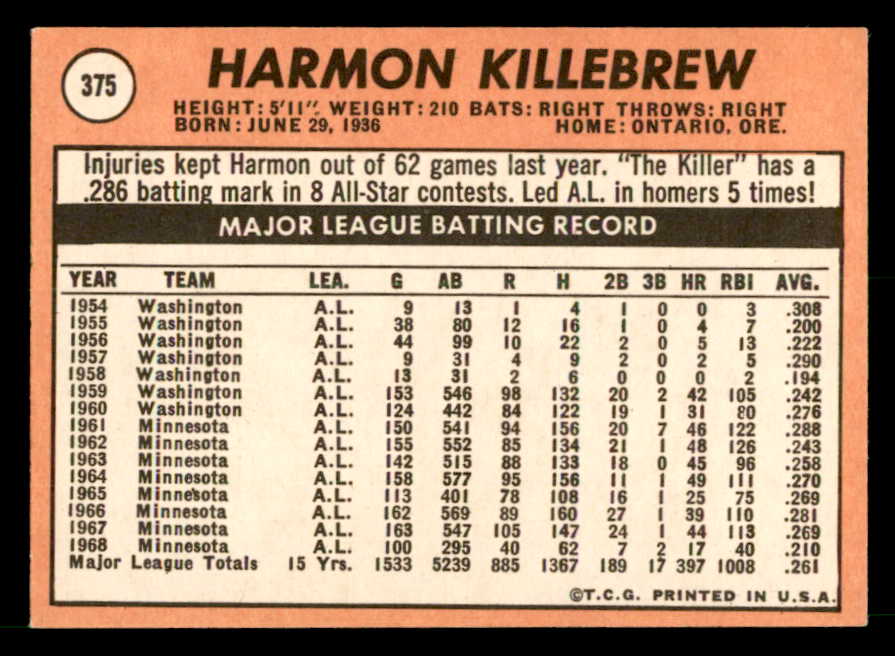 375
HARMON KILLEBREW
HEIGHT: 5'11" WEIGHT: 210 BATS: RIGHT THROWS: RIGHT
BORN: JUNE 29, 1936 HOME: ONTARIO, ORE.
Injuries kept Harmon out of 62 games last year. "The Killer" has a
.286 batting mark in 8 All-Star contests. Led A.L. in homers 5 times!
MAJOR LEAGUE BATTING RECORD
YEAR TEAM LEA. G AB R H 2B 3B HR RBI AVG.
1954 Washington A.L. 9 13 1 4 1 0 0 3 .308
1955 Washington A.L. 38 80 12 16 1 0 4 7 .200
1956 Washington A.L. 44 99 10 22 2 0 5 13 .222
1957 Washington A.L. 9 31 4 9 2 0 2 5 .290
1958 Washington A.L. 13 31 2 6 0 0 0 2 .194
1959 Washington A.L. 153 546 98 132 20 2 42 105 .242
1960 Washington A.L. 124 442 84 122 19 1 31 80 .276
1961 Minnesota A.L. 150 541 94 156 20 7 46 122 .288
1962 Minnesota A.L. 155 552 85 134 21 1 48 126 .243
1963 Minnesota A.L. 142 515 88 133 18 0 45 96 .258
1964 Minnesota A.L. 158 577 95 156 11 1 49 111 .270
1965 Minnesota A.L. 113 401 78 108 16 1 25 75 .269
1966 Minnesota A.L. 162 569 89 160 27 1 39 110 .281
1967 Minnesota A.L. 163 547 105 147 24 1 44 113 .269
1968 Minnesota A.L. 100 295 40 62 7 2 17 40 .210
Major League Totals 15 Yrs. 1533 5239 885 1367 189 17 397 1008 .261
©T.C.G. PRINTED IN U.S.A.